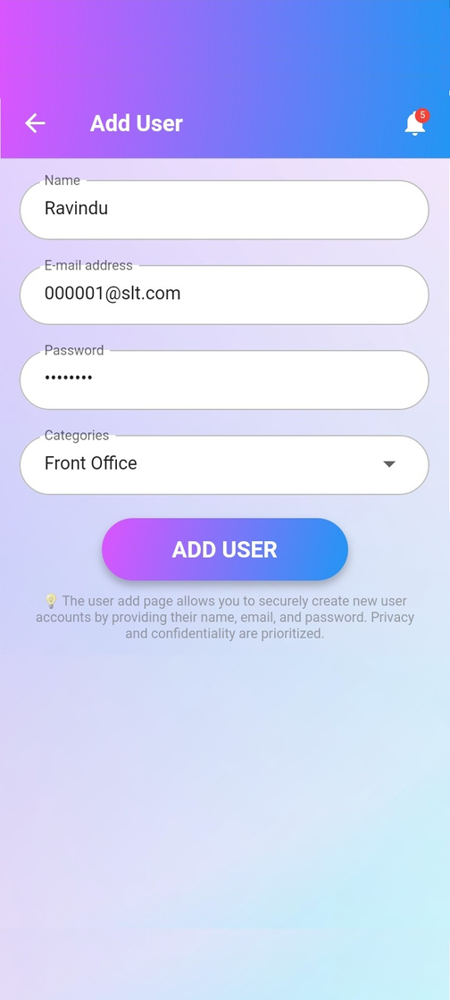 Add User
5
Name
Ravindu
E-mail address
000001@slt.com
Password
••••••••
Categories
Front Office
ADD USER
💡 The user add page allows you to securely create new user
accounts by providing their name, email, and password. Privacy
and confidentiality are prioritized.